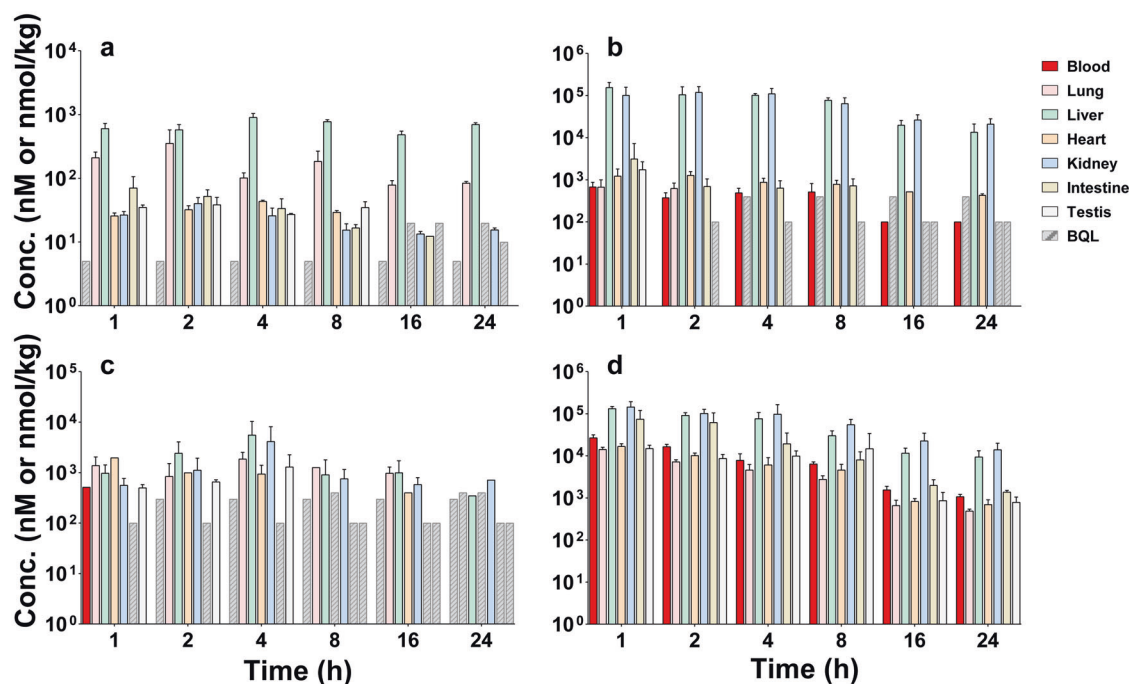 a
Conc. (nM or nmol/kg)
10⁴
10³
10²
10¹
10⁰
1 2 4 8 16 24
b
10⁶
10⁵
10⁴
10³
10²
10¹
10⁰
1 2 4 8 16 24
Blood
Lung
Liver
Heart
Kidney
Intestine
Testis
BQL
c
Conc. (nM or nmol/kg)
10⁵
10⁴
10³
10²
10¹
10⁰
1 2 4 8 16 24
Time (h)
d
10⁶
10⁵
10⁴
10³
10²
10¹
10⁰
1 2 4 8 16 24
Time (h)